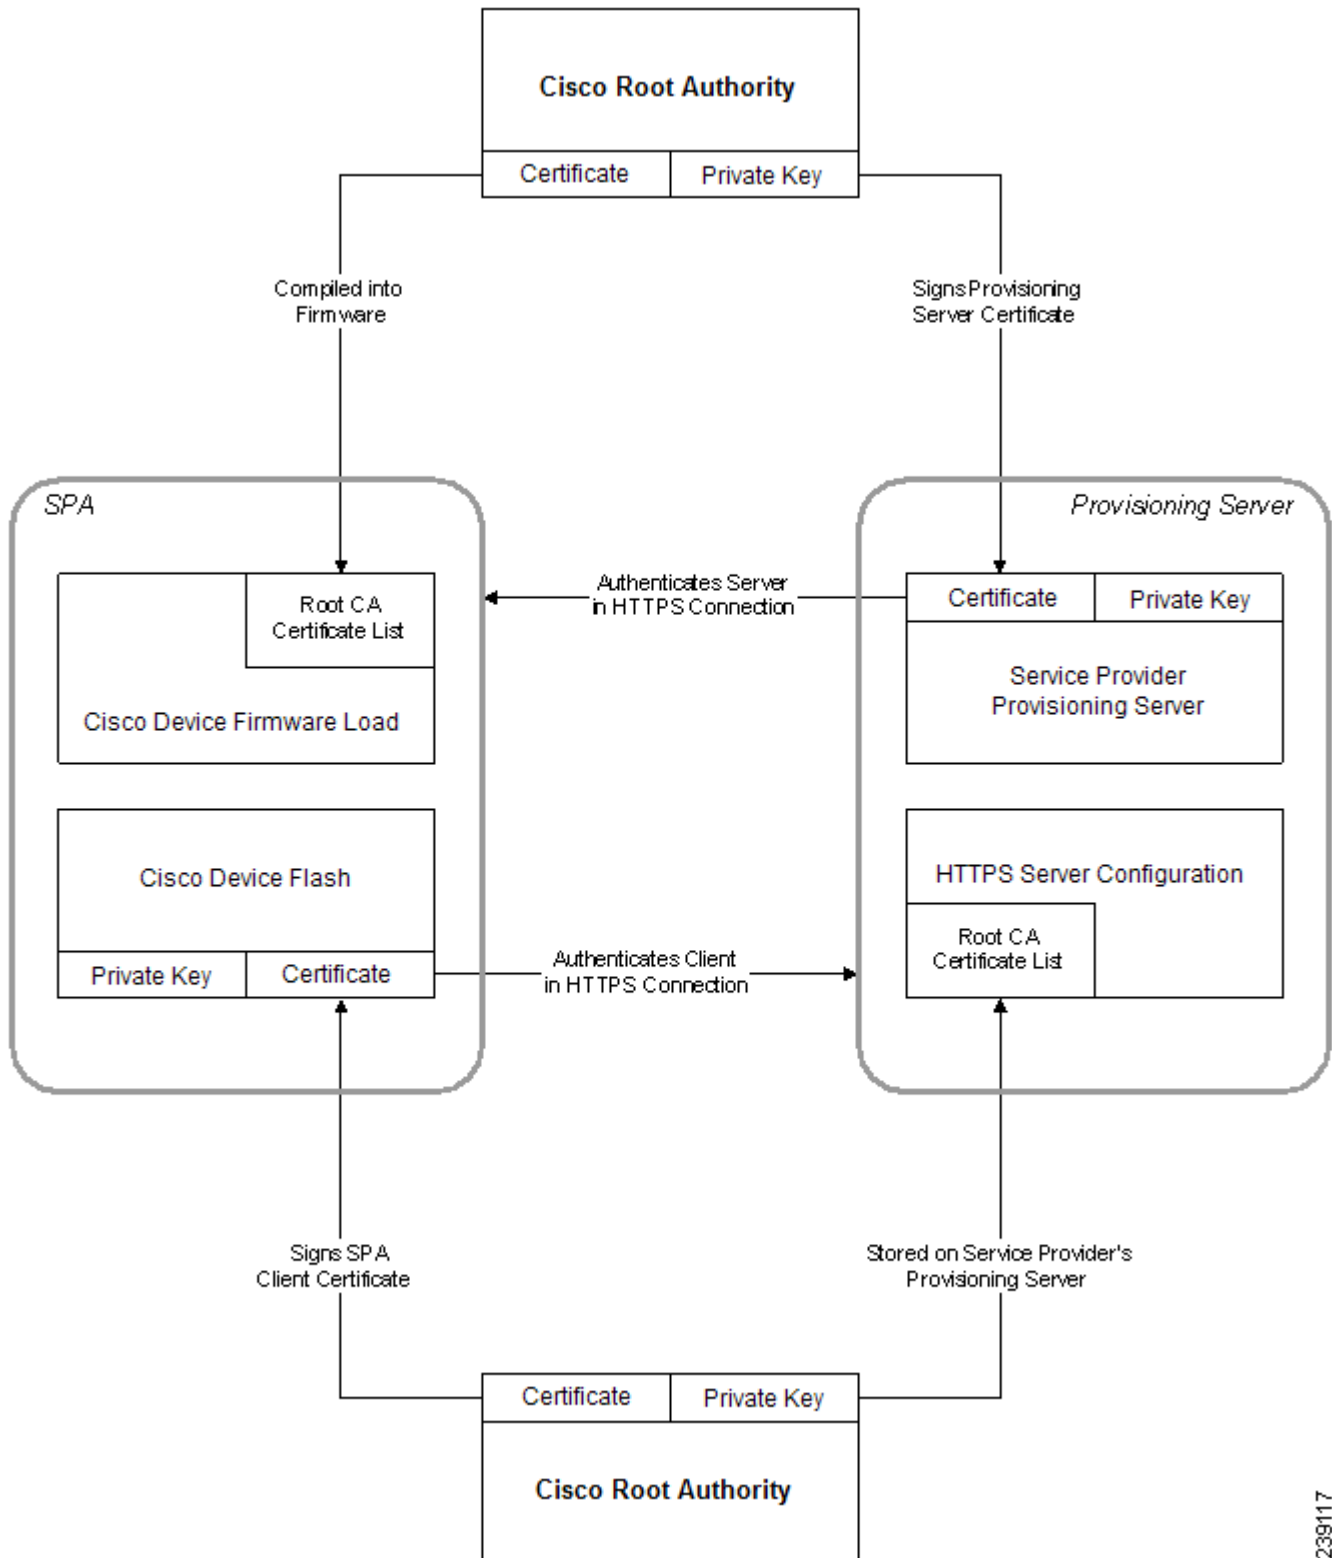 Cisco Root Authority
Certificate
Private Key
Compiled into
Firmware
Signs Provisioning
Server Certificate
SPA
Provisioning Server
Root CA
Certificate List
Cisco Device Firmware Load
Authenticates Server
in HTTPS Connection
Certificate
Private Key
Service Provider
Provisioning Server
Cisco Device Flash
Private Key
Certificate
Authenticates Client
in HTTPS Connection
HTTPS Server Configuration
Root CA
Certificate List
Signs SPA
Client Certificate
Stored on Service Provider's
Provisioning Server
Certificate
Private Key
Cisco Root Authority
239117